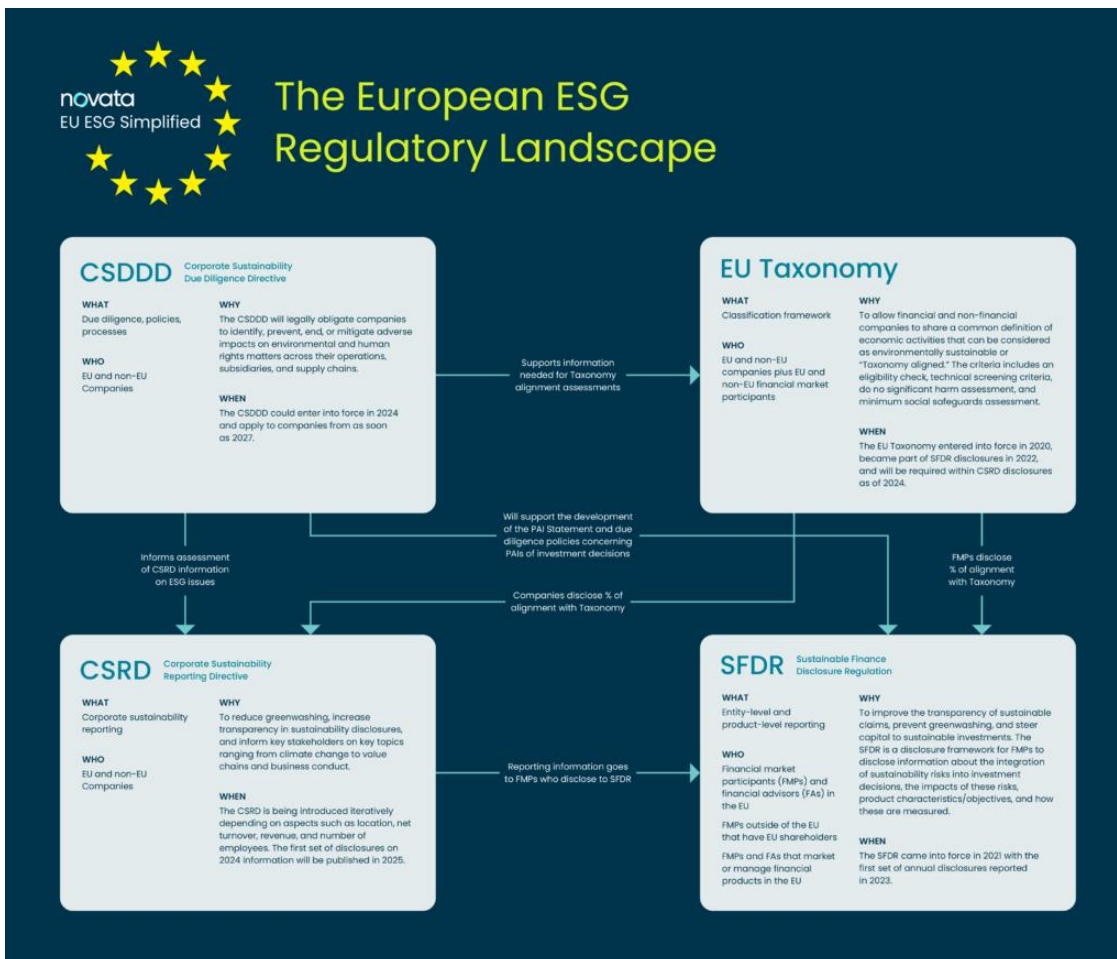 novata
EU ESG Simplified
The European ESG
Regulatory Landscape
CSDDD
Corporate Sustainability
Due Diligence Directive
WHAT
Due diligence, policies,
processes
WHO
EU and non-EU
Companies
WHY
The CSDDD will legally obligate companies
to identify, prevent, end, or mitigate adverse
impacts on environmental and human
rights matters across their operations,
subsidiaries, and supply chains.
WHEN
The CSDDD could enter into force in 2024
and apply to companies from as soon
as 2027.
Supports information
needed for Taxonomy
alignment assessments
EU Taxonomy
WHAT
Classification framework
WHO
EU and non-EU
companies plus EU and
non-EU financial market
participants
WHY
To allow financial and non-financial
companies to share a common definition of
economic activities that can be considered
as environmentally sustainable or
“Taxonomy aligned.” The criteria includes an
eligibility check, technical screening criteria,
do no significant harm assessment, and
minimum social safeguards assessment.
WHEN
The EU Taxonomy entered into force in 2020,
became part of SFDR disclosures in 2022,
and will be required within CSRD disclosures
as of 2024.
Informs assessment
of CSRD information
on ESG issues
Will support the development
of the PAI Statement and due
diligence policies concerning
PAIs of investment decisions
Companies disclose % of
alignment with Taxonomy
FMPs disclose
% of alignment
with Taxonomy
CSRD
Corporate Sustainability
Reporting Directive
WHAT
Corporate sustainability
reporting
WHO
EU and non-EU
Companies
WHY
To reduce greenwashing, increase
transparency in sustainability disclosures,
and inform key stakeholders on key topics
ranging from climate change to value
chains and business conduct.
WHEN
The CSRD is being introduced iteratively
depending on aspects such as location, net
turnover, revenue, and number of
employees. The first set of disclosures on
2024 information will be published in 2025.
Reporting information goes
to FMPs who disclose to SFDR
SFDR
Sustainable Finance
Disclosure Regulation
WHAT
Entity-level and
product-level reporting
WHO
Financial market
participants (FMPs) and
financial advisors (FAs) in
the EU
FMPs outside of the EU
that have EU shareholders
FMPs and FAs that market
or manage financial
products in the EU
WHY
To improve the transparency of sustainable
claims, prevent greenwashing, and steer
capital to sustainable investments. The
SFDR is a disclosure framework for FMPs to
disclose information about the integration
of sustainability risks into investment
decisions, the impacts of these risks,
product characteristics/objectives, and how
these are measured.
WHEN
The SFDR came into force in 2021 with the
first set of annual disclosures reported
in 2023.